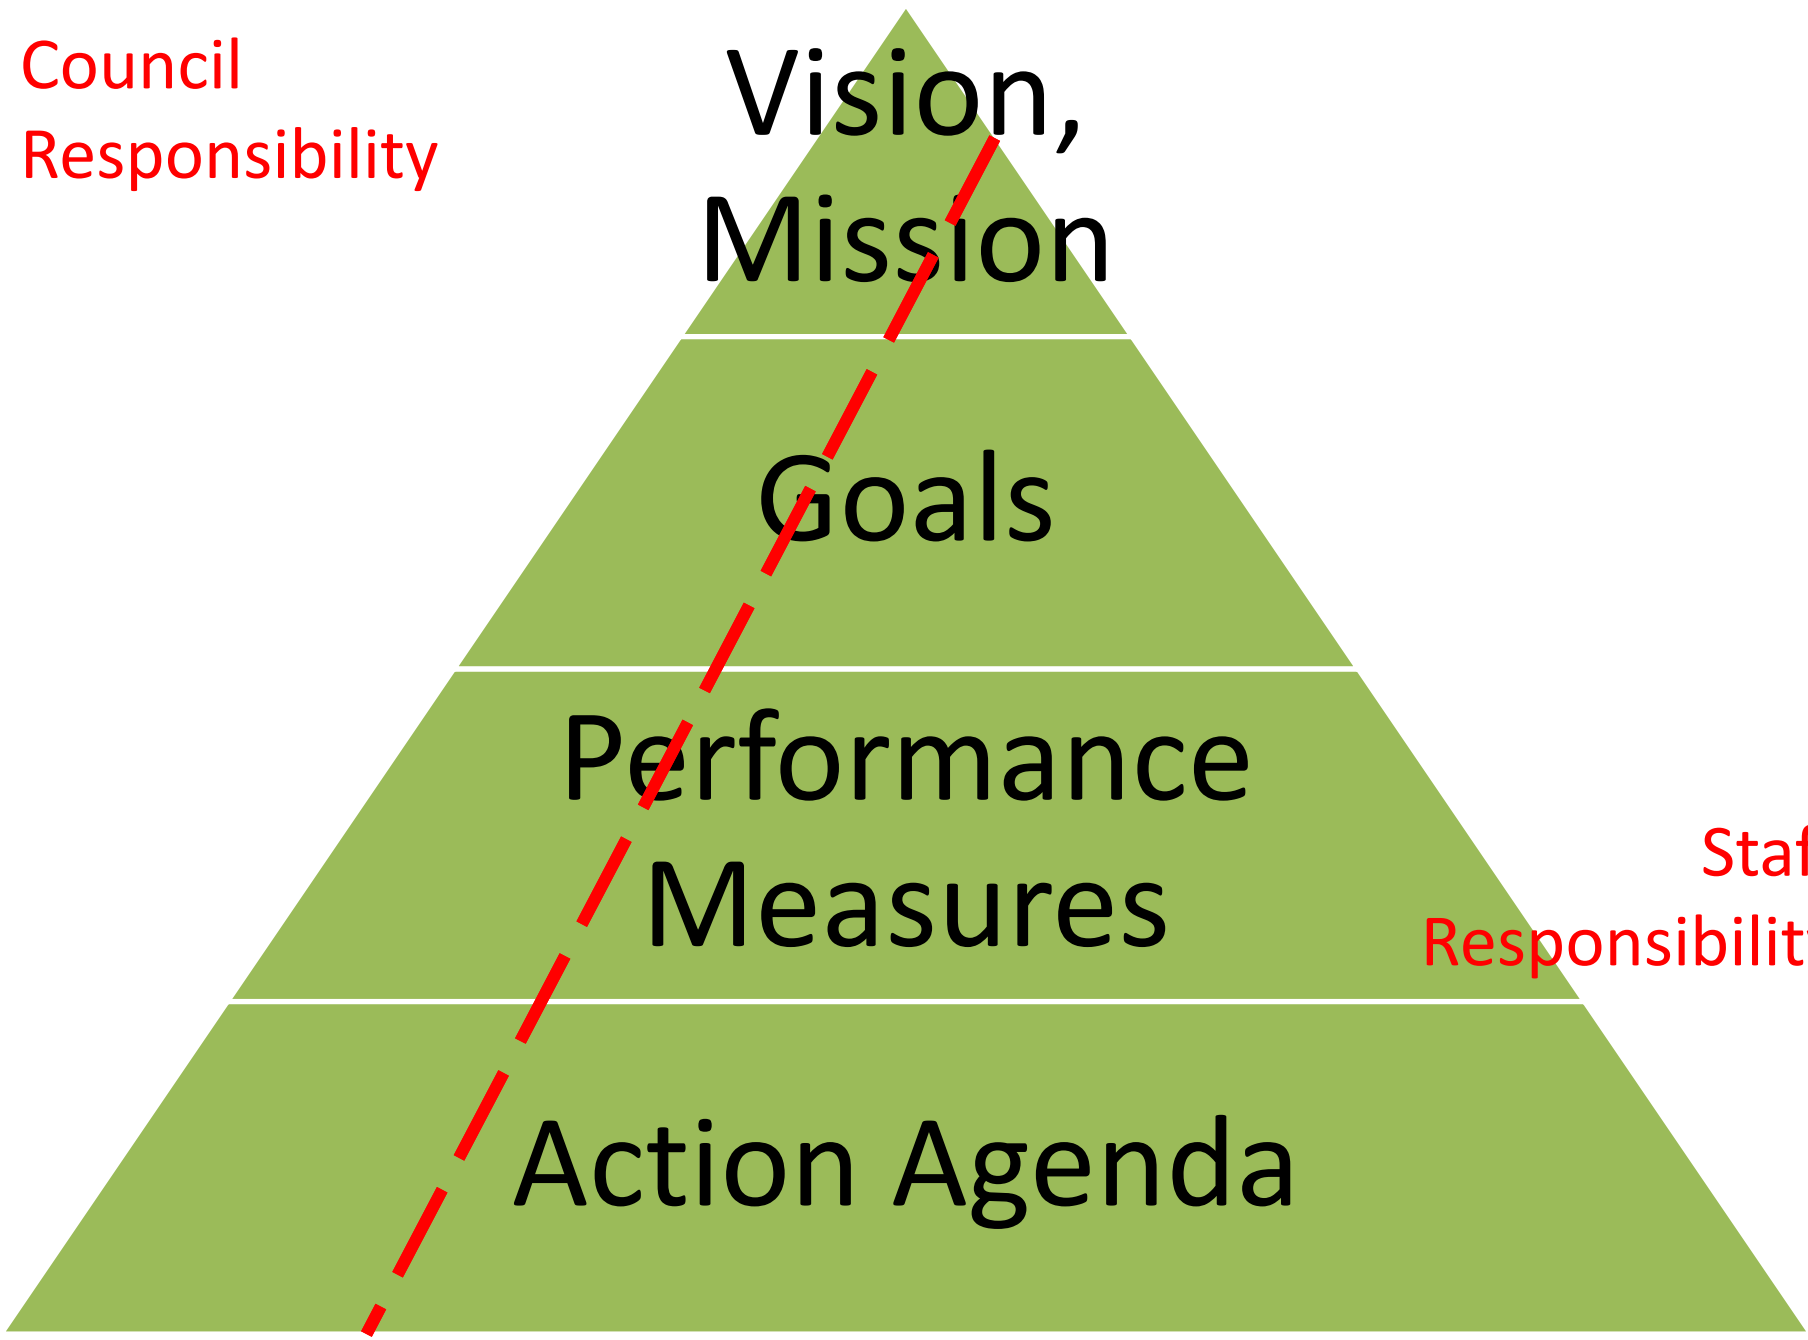 Council
Responsibility
Vision,
Mission
Goals
Performance
Measures
Staf
Responsibilit
Action Agenda